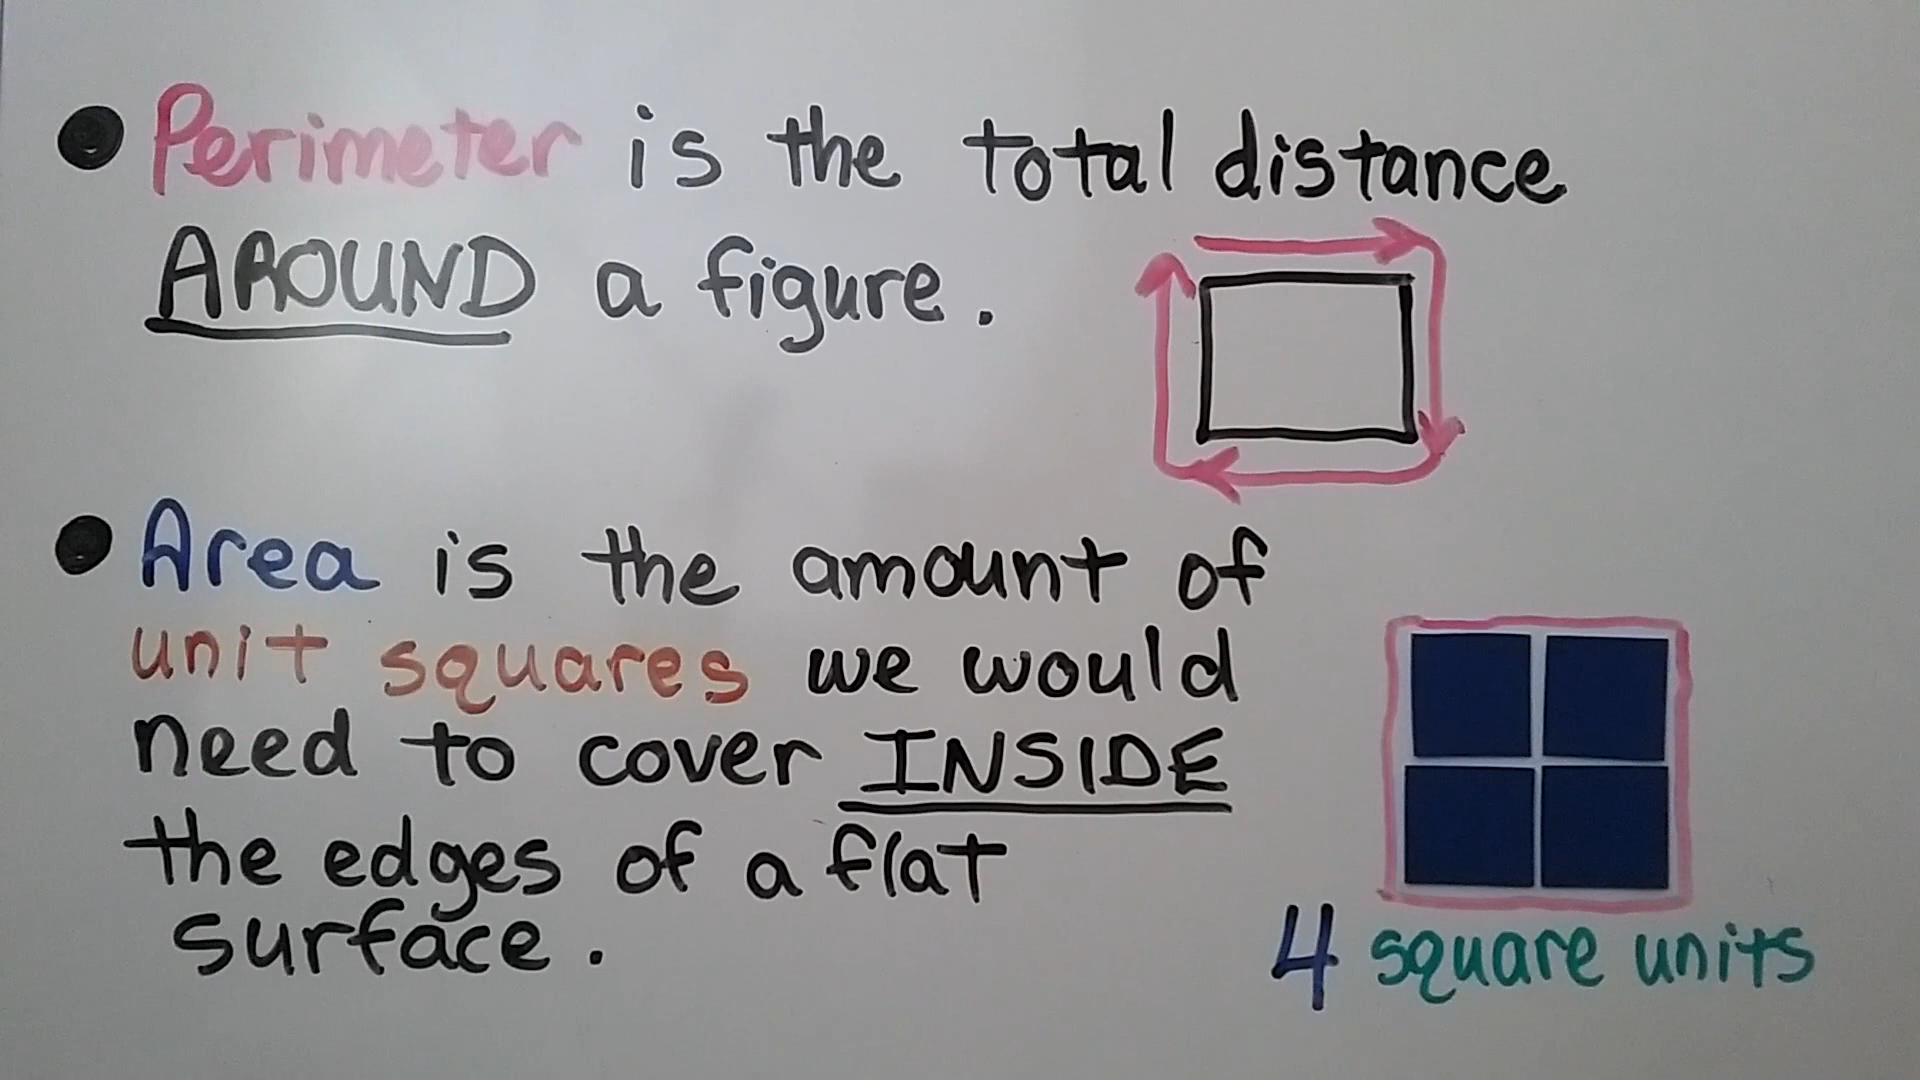 Perimeter is the total distance
AROUND a figure.
Area is the amount of
unit squares we would
need to cover INSIDE
the edges of a flat
surface.
4 square units